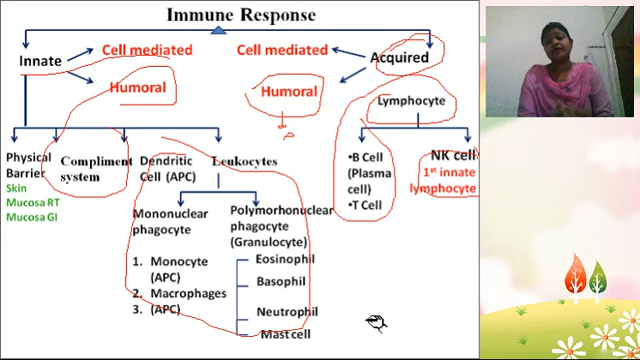 Immune Response
Innate
Cell mediated
Humoral
Cell mediated
Humoral
Acquired
Lymphocyte
Physical
Barrier
Skin
Mucosa RT
Mucosa GI
Compliment
system
Dendritic
Cell (APC)
Leukocytes
•B Cell
(Plasma
cell)
•T Cell
NK cell
1st innate
lymphocyte
Mononuclear
phagocyte
1. Monocyte
(APC)
2. Macrophages
3. (APC)
Polymorhonuclear
phagocyte
(Granulocyte)
Eosinophil
Basophil
Neutrophil
Mast cell